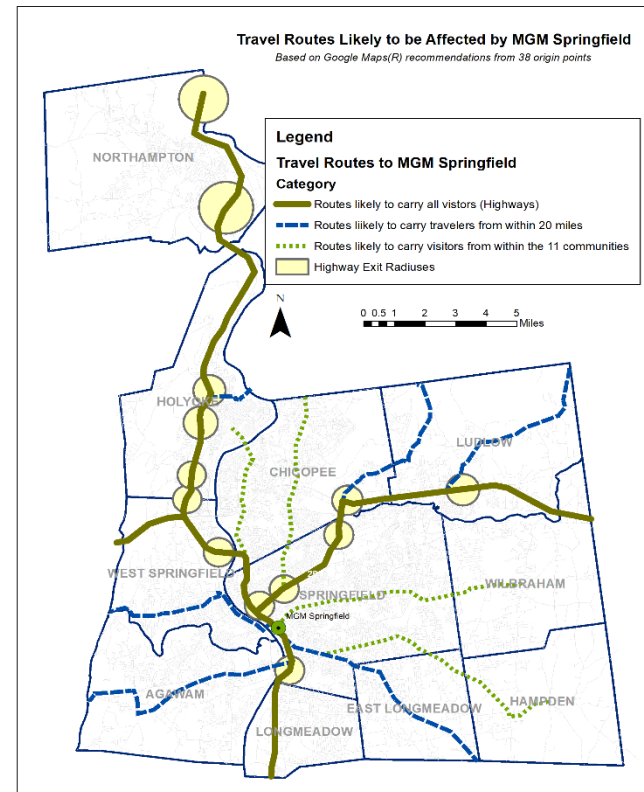 Travel Routes Likely to be Affected by MGM Springfield
Based on Google Maps(R) recommendations from 38 origin points
Legend
Travel Routes to MGM Springfield
Category
Routes likely to carry all vistors (Highways)
Routes liikely to carry travelers from within 20 miles
Routes likely to carry visitors from within the 11 communities
Highway Exit Radiuses
NORTHAMPTON
N
0 0.5 1 2 3 4 5
Miles
HOLYOKE
LUDLOW
CHICOPEE
WEST SPRINGFIELD
SPRINGFIELD
WILBRAHAM
MGM Springfield
AGAWAM
EAST LONGMEADOW
HAMPDEN
LONGMEADOW